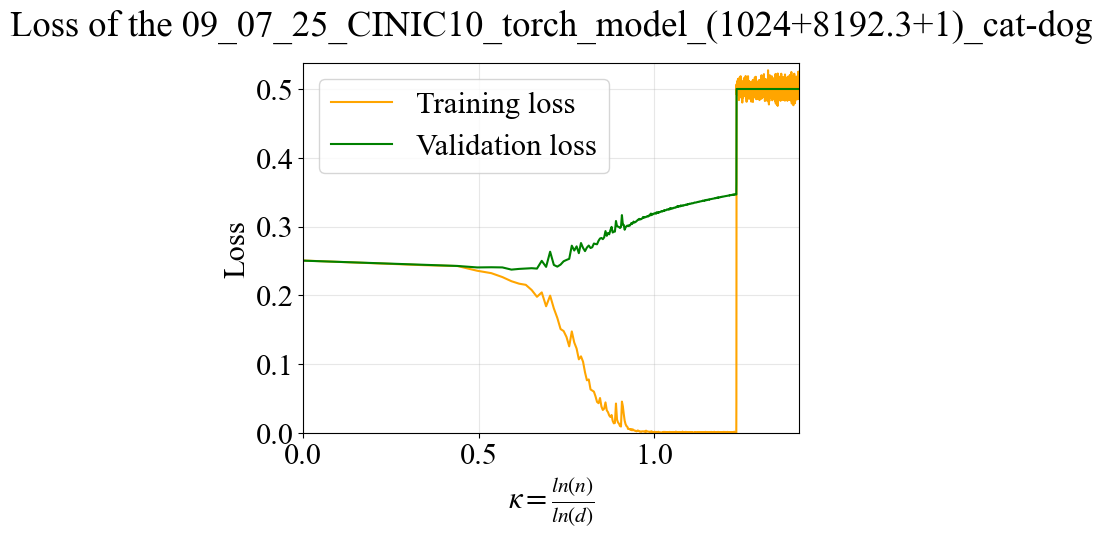 Loss of the 09_07_25_CINIC10_torch_model_(1024+8192.3+1)_cat-dog
Training loss
Validation loss
Loss
0.5
0.4
0.3
0.2
0.1
0.0
0.0 0.5 1.0
κ = ln(n)/ln(d)